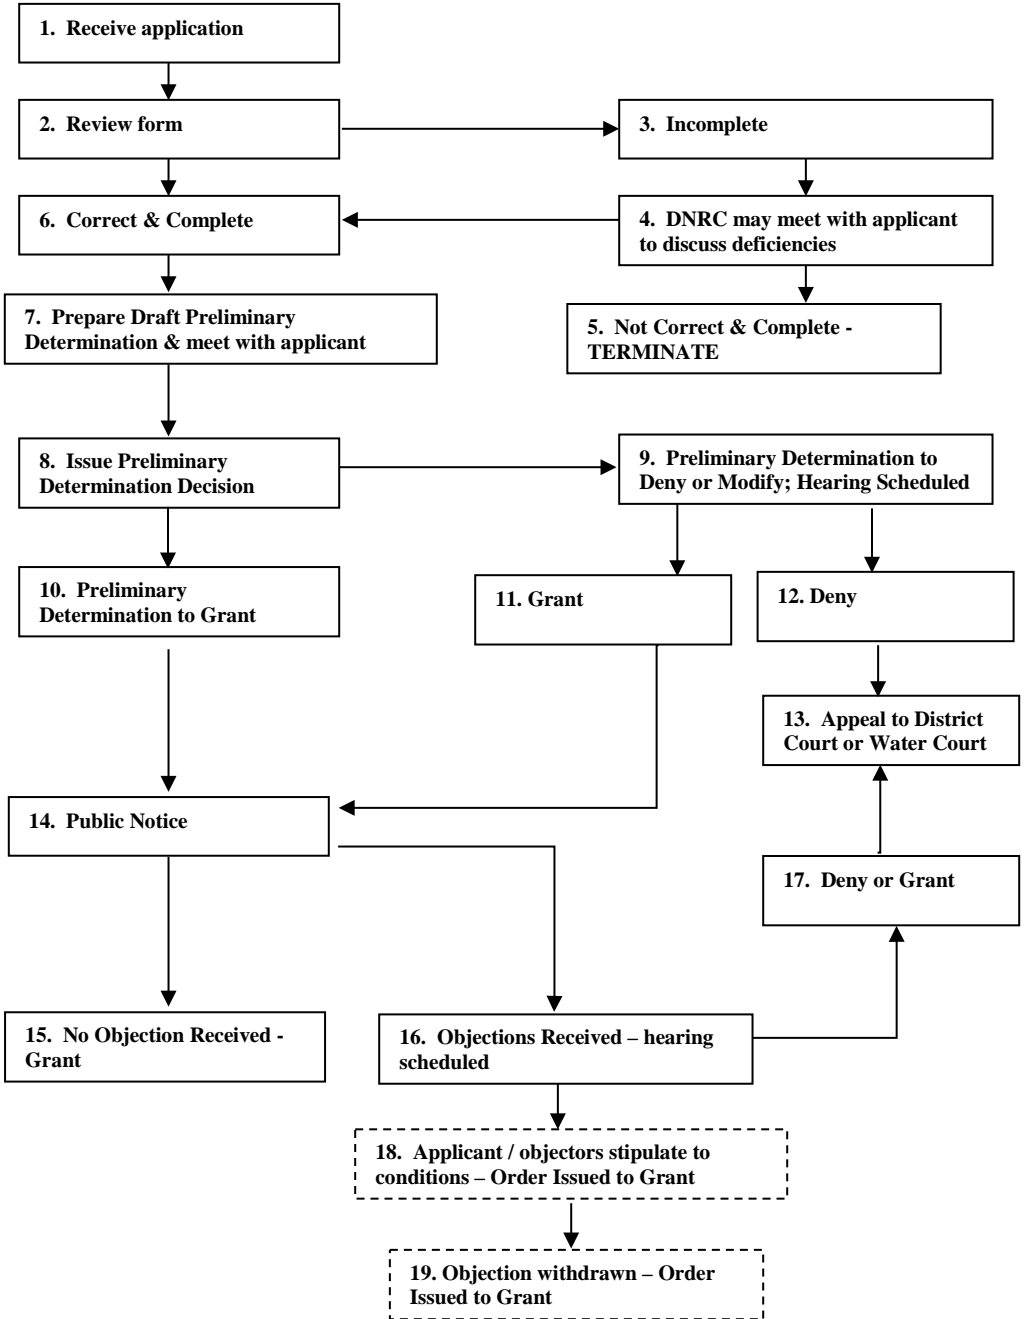 1. Receive application
2. Review form
3. Incomplete
6. Correct & Complete
4. DNRC may meet with applicant
to discuss deficiencies
7. Prepare Draft Preliminary
Determination & meet with applicant
5. Not Correct & Complete -
TERMINATE
8. Issue Preliminary
Determination Decision
9. Preliminary Determination to
Deny or Modify; Hearing Scheduled
10. Preliminary
Determination to Grant
11. Grant
12. Deny
13. Appeal to District
Court or Water Court
14. Public Notice
17. Deny or Grant
15. No Objection Received -
Grant
16. Objections Received – hearing
scheduled
18. Applicant / objectors stipulate to
conditions – Order Issued to Grant
19. Objection withdrawn – Order
Issued to Grant